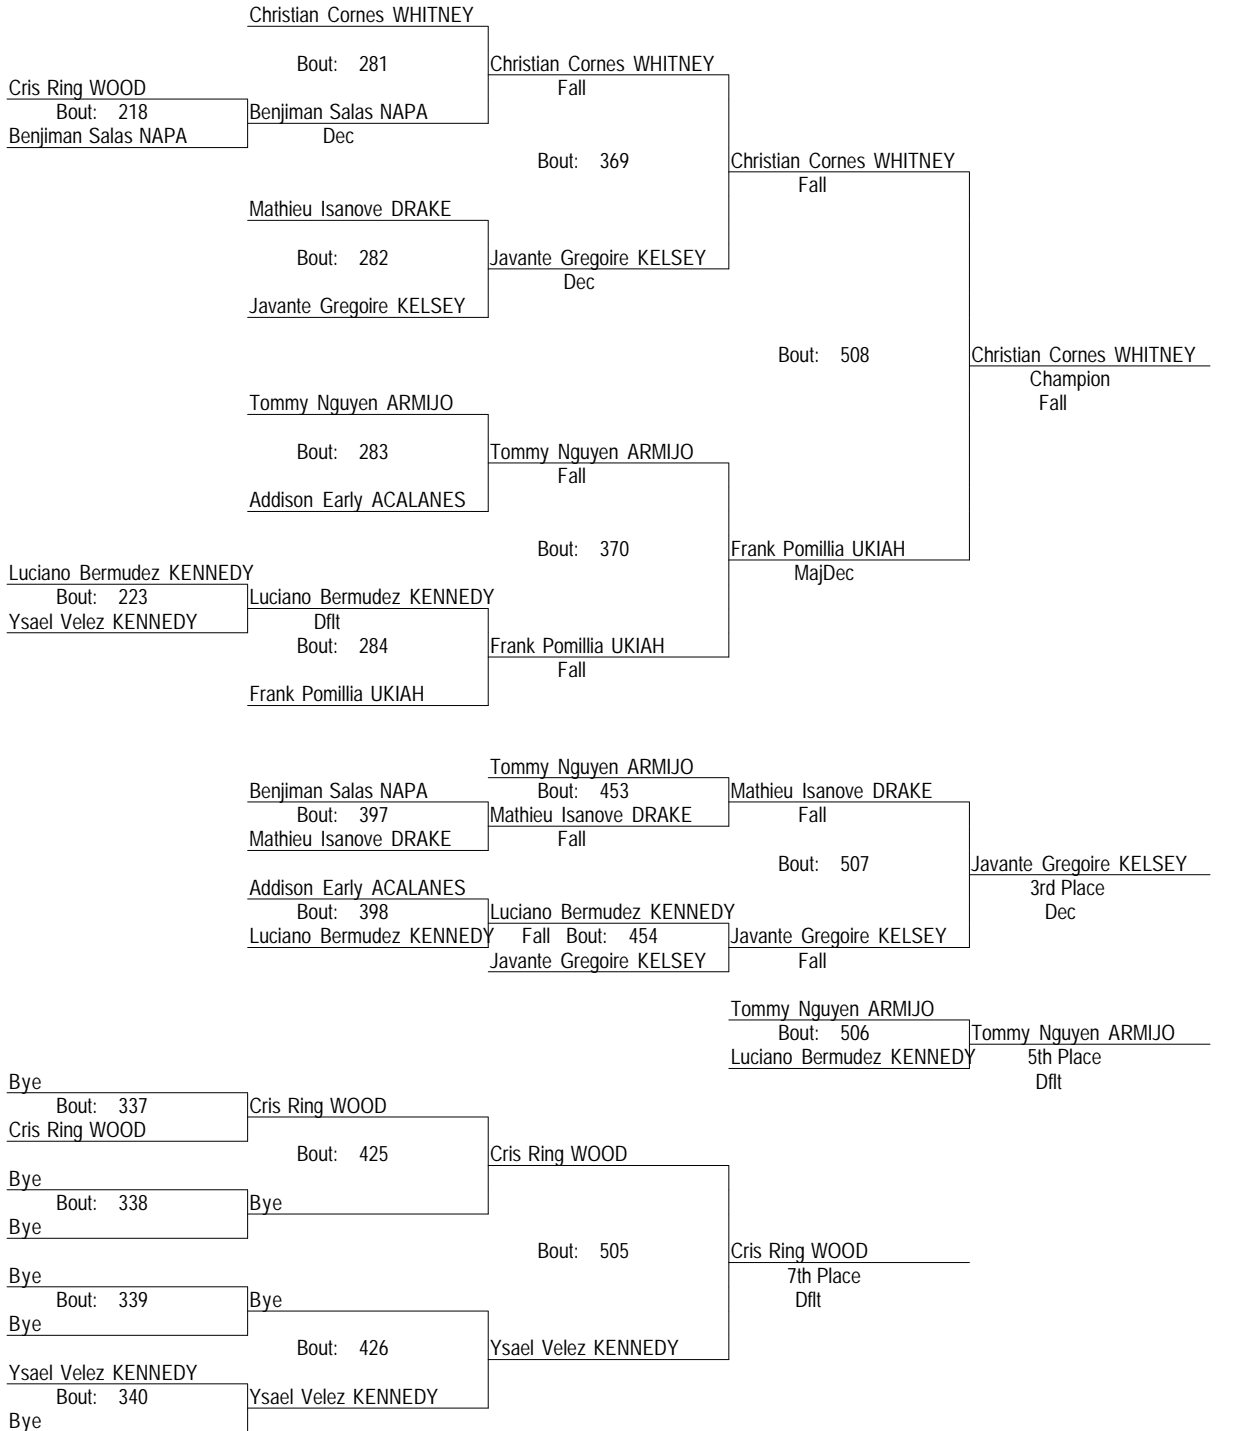 Christian Cornes WHITNEY
Bout: 281
Christian Cornes WHITNEY
Fall
Cris Ring WOOD
Bout: 218
Benjiman Salas NAPA
Benjiman Salas NAPA
Dec
Bout: 369
Christian Cornes WHITNEY
Fall
Mathieu Isanove DRAKE
Bout: 282
Javante Gregoire KELSEY
Dec
Javante Gregoire KELSEY
Bout: 508
Christian Cornes WHITNEY
Champion
Fall
Tommy Nguyen ARMIJO
Bout: 283
Tommy Nguyen ARMIJO
Fall
Addison Early ACALANES
Bout: 370
Frank Pomillia UKIAH
MajDec
Luciano Bermudez KENNEDY
Bout: 223
Ysael Velez KENNEDY
Luciano Bermudez KENNEDY
Dflt
Bout: 284
Frank Pomillia UKIAH
Fall
Frank Pomillia UKIAH
Tommy Nguyen ARMIJO
Benjiman Salas NAPA
Bout: 453
Mathieu Isanove DRAKE
Bout: 397
Mathieu Isanove DRAKE
Fall
Mathieu Isanove DRAKE
Fall
Bout: 507
Javante Gregoire KELSEY
3rd Place
Dec
Addison Early ACALANES
Bout: 398
Luciano Bermudez KENNEDY
Luciano Bermudez KENNEDY
Fall Bout: 454
Javante Gregoire KELSEY
Javante Gregoire KELSEY
Fall
Tommy Nguyen ARMIJO
Bout: 506
Luciano Bermudez KENNEDY
Tommy Nguyen ARMIJO
5th Place
Dflt
Bye
Bout: 337
Cris Ring WOOD
Cris Ring WOOD
Bout: 425
Cris Ring WOOD
Bye
Bout: 338
Bye
Bye
Bout: 505
Cris Ring WOOD
7th Place
Dflt
Bye
Bout: 339
Bye
Bye
Bout: 426
Ysael Velez KENNEDY
Ysael Velez KENNEDY
Bout: 340
Ysael Velez KENNEDY
Bye